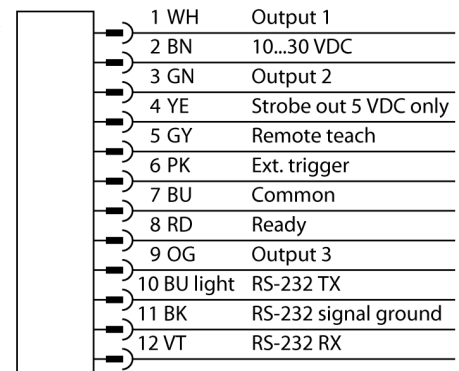 1 WH Output 1
2 BN 10...30 VDC
3 GN Output 2
4 YE Strobe out 5 VDC only
5 GY Remote teach
6 PK Ext. trigger
7 BU Common
8 RD Ready
9 OG Output 3
10 BU light RS-232 TX
11 BK RS-232 signal ground
12 VT RS-232 RX